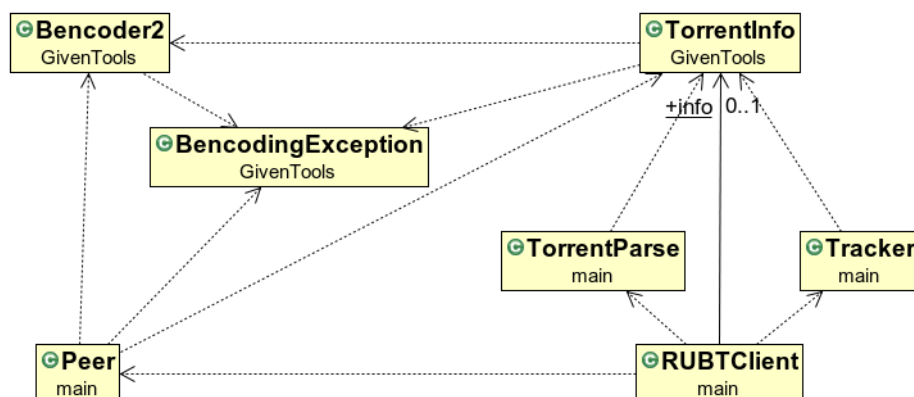 Bencoder2
GivenTools
TorrentInfo
GivenTools
+info 0..1
BencodingException
GivenTools
TorrentParse
main
Tracker
main
Peer
main
RUBTClient
main